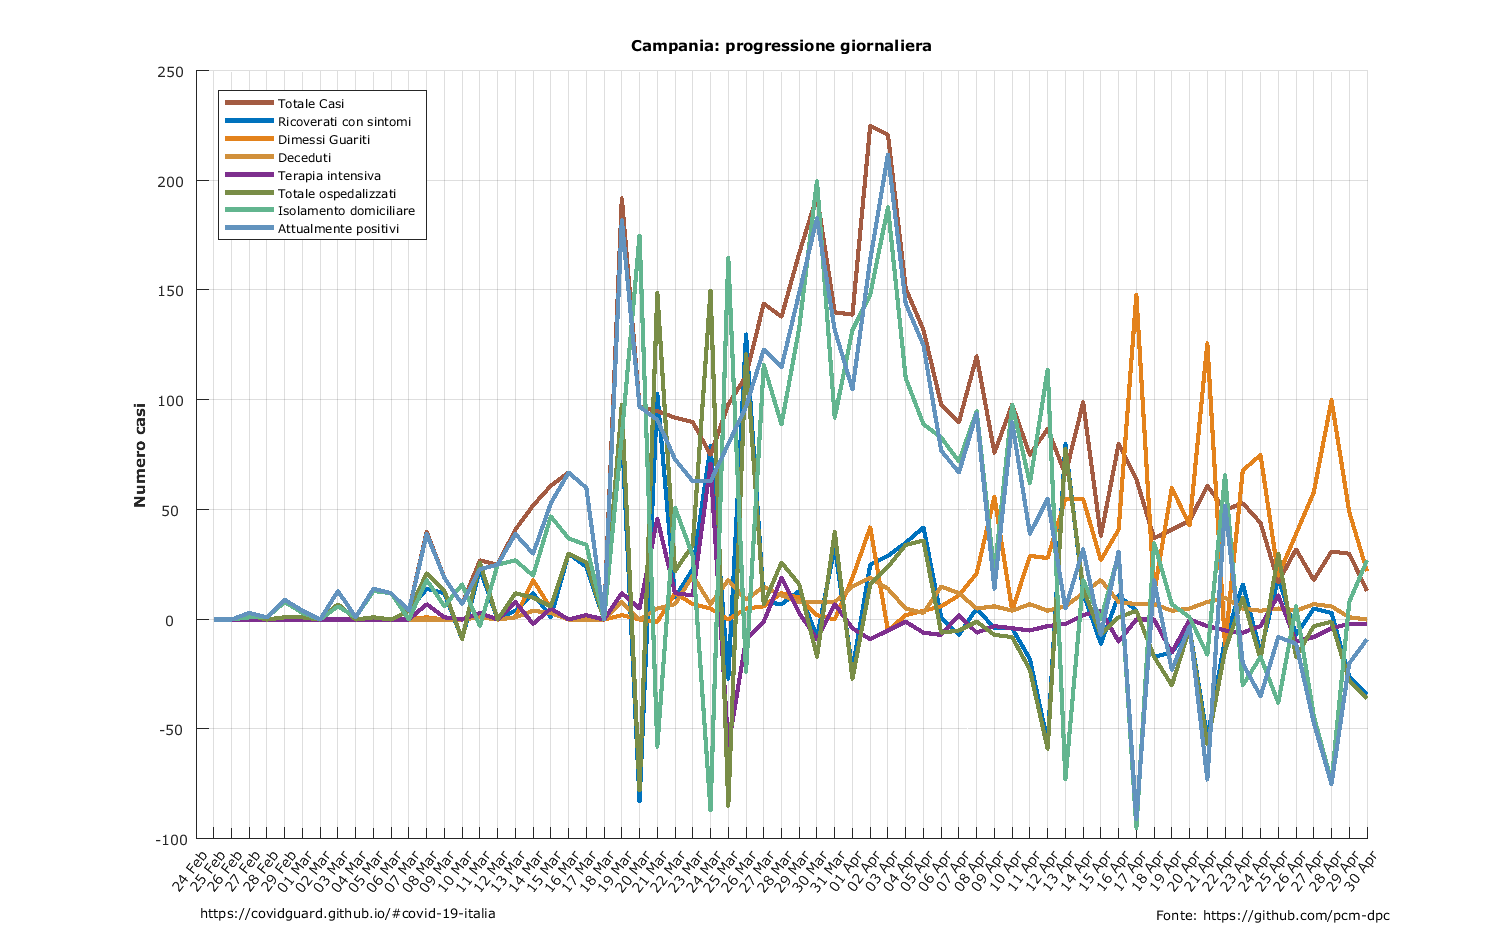 Campania: progressione giornaliera
250
200
150
100
50
0
-50
-100
Numero casi
Totale Casi
Ricoverati con sintomi
Dimessi Guariti
Deceduti
Terapia intensiva
Totale ospedalizzati
Isolamento domiciliare
Attualmente positivi
24 Feb
25 Feb
26 Feb
27 Feb
28 Feb
29 Feb
01 Mar
02 Mar
03 Mar
04 Mar
05 Mar
06 Mar
07 Mar
08 Mar
09 Mar
10 Mar
11 Mar
12 Mar
13 Mar
14 Mar
15 Mar
16 Mar
17 Mar
18 Mar
19 Mar
20 Mar
21 Mar
22 Mar
23 Mar
24 Mar
25 Mar
26 Mar
27 Mar
28 Mar
29 Mar
30 Mar
31 Mar
01 Apr
02 Apr
03 Apr
04 Apr
05 Apr
06 Apr
07 Apr
08 Apr
09 Apr
10 Apr
11 Apr
12 Apr
13 Apr
14 Apr
15 Apr
16 Apr
17 Apr
18 Apr
19 Apr
20 Apr
21 Apr
22 Apr
23 Apr
24 Apr
25 Apr
26 Apr
27 Apr
28 Apr
29 Apr
30 Apr
https://covidguard.github.io/#covid-19-italia
Fonte: https://github.com/pcm-dpc